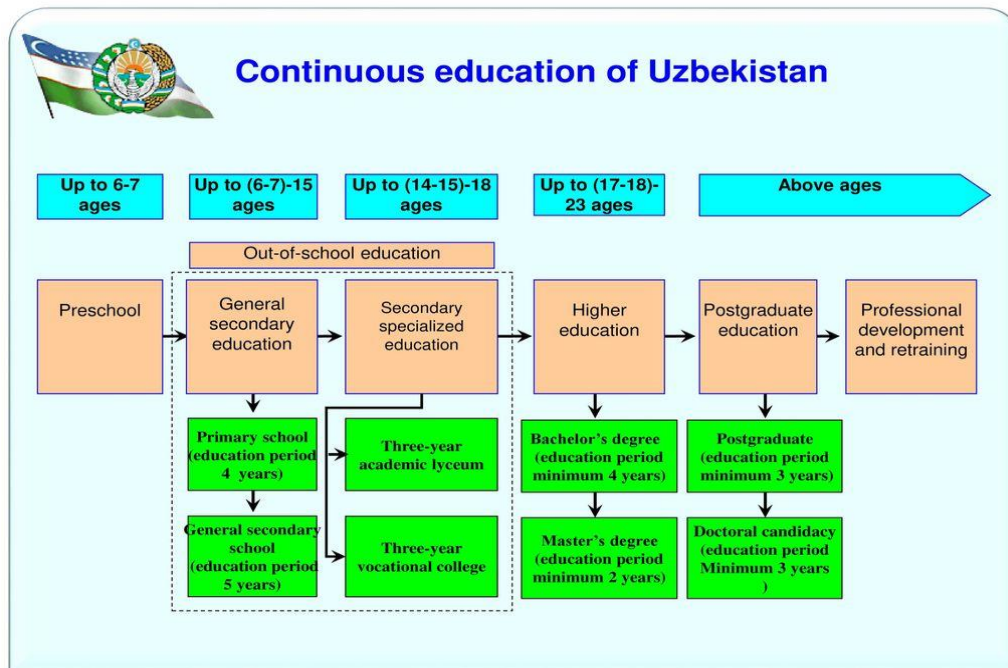 Continuous education of Uzbekistan
Up to 6-7
ages
Up to (6-7)-15
ages
Up to (14-15)-18
ages
Up to (17-18)-
23 ages
Above ages
Out-of-school education
Preschool
General
secondary
education
Secondary
specialized
education
Higher
education
Postgraduate
education
Professional
development
and retraining
Primary school
(education period
4 years)
Three-year
academic lyceum
Bachelor's degree
(education period
minimum 4 years)
Postgraduate
(education period
minimum 3 years)
General secondary
school
(education period
5 years)
Three-year
vocational college
Master's degree
(education period
minimum 2 years)
Doctoral candidacy
(education period
Minimum 3 years
)